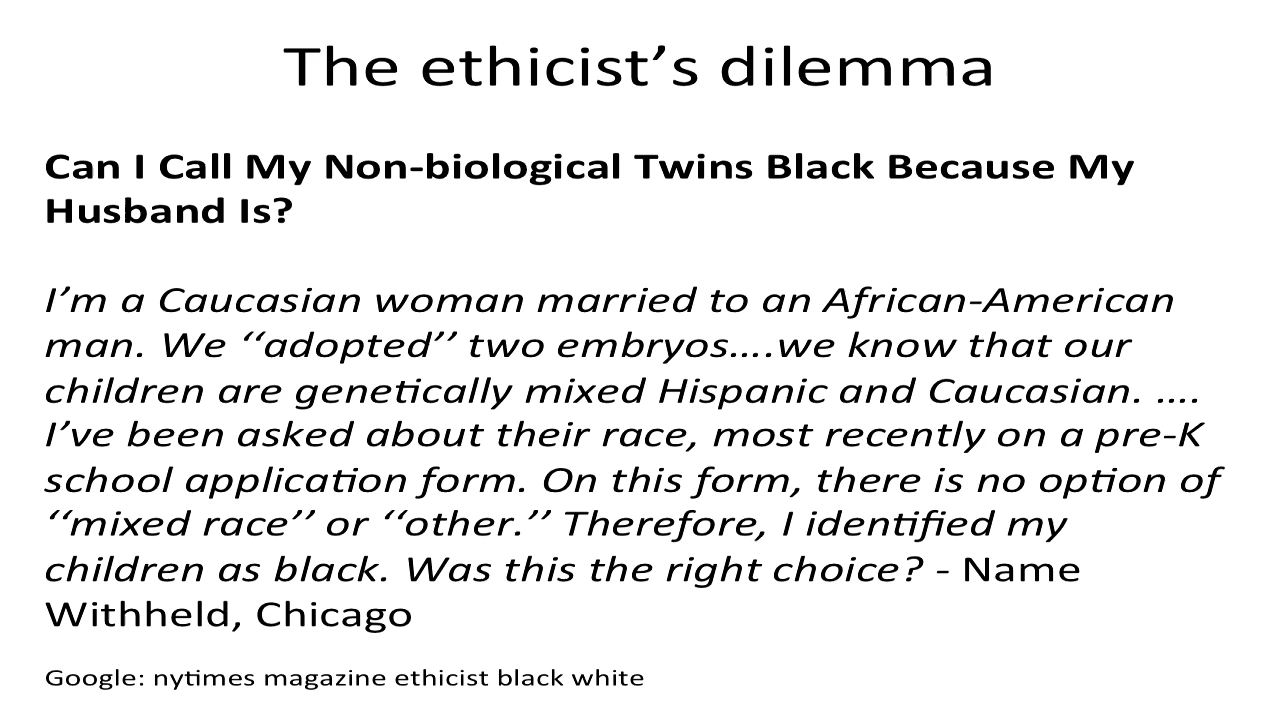 The ethicist’s dilemma
Can I Call My Non-biological Twins Black Because My
Husband Is?
I’m a Caucasian woman married to an African-American
man. We ‘‘adopted’’ two embryos....we know that our
children are genetically mixed Hispanic and Caucasian. ....
I’ve been asked about their race, most recently on a pre-K
school application form. On this form, there is no option of
‘‘mixed race’’ or ‘‘other.’’ Therefore, I identified my
children as black. Was this the right choice? - Name
Withheld, Chicago
Google: nytimes magazine ethicist black white